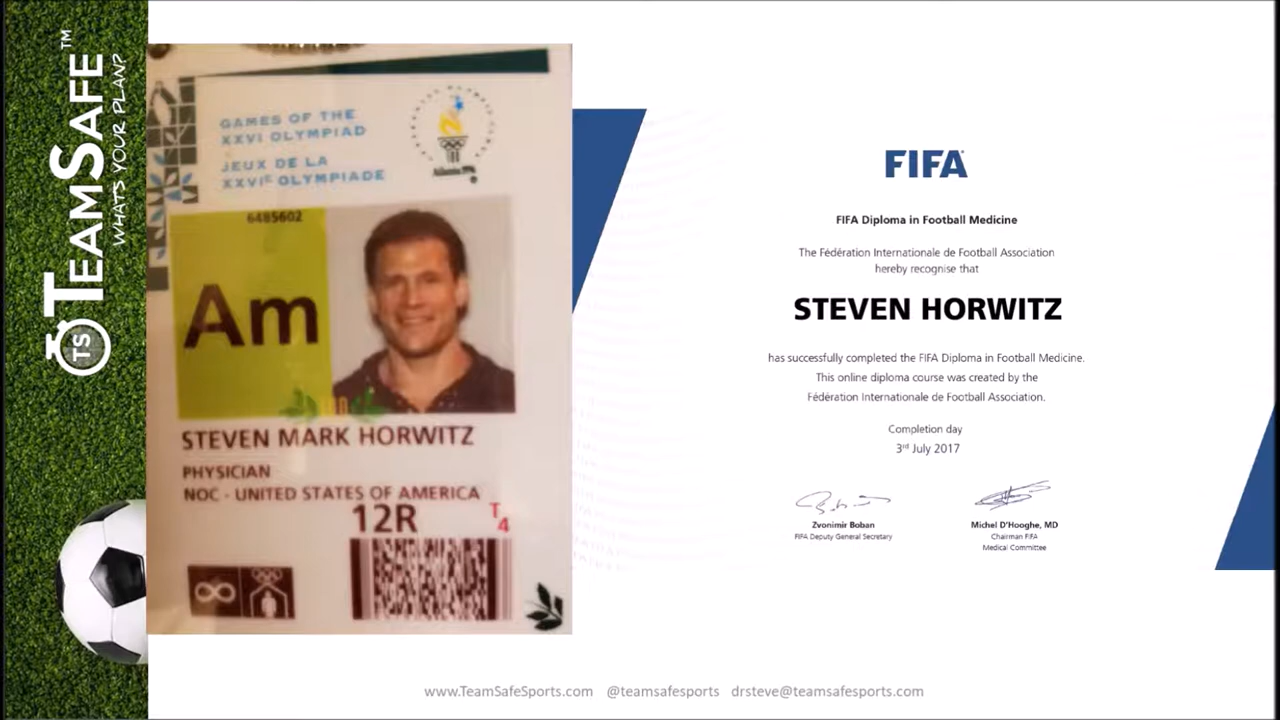 TEAMSAFE™
WHATS YOUR PLAN?
TS
GAMES OF THE
XXVI OLYMPIAD
JEUX DE LA
XXVIᴱ OLYMPIADE
6485602
Am
STEVEN MARK HORWITZ
PHYSICIAN
NOC - UNITED STATES OF AMERICA
12R
T
4
FIFA
FIFA Diploma in Football Medicine
The Fédération Internationale de Football Association
hereby recognise that
STEVEN HORWITZ
has successfully completed the FIFA Diploma in Football Medicine.
This online diploma course was created by the
Fédération Internationale de Football Association.
Completion day
3rd July 2017
Zvonimir Boban
FIFA Deputy General Secretary
Michel D'Hooghe, MD
Chairman FIFA
Medical Committee
www.TeamSafeSports.com @teamsafesports drsteve@teamsafesports.com